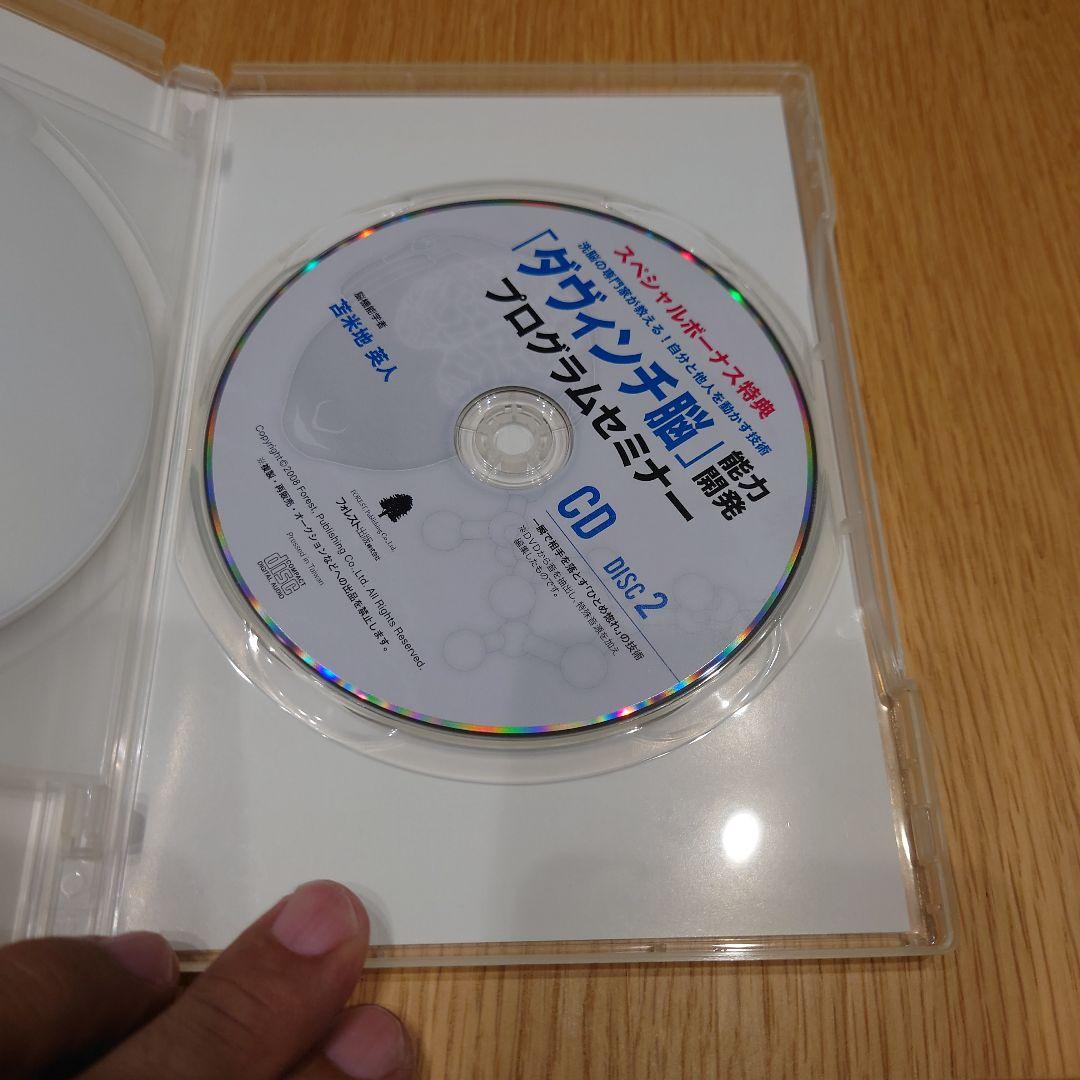 スペシャルボーナス特典
洗脳の専門家が教える!自分と他人を動かす技術
「ダヴィンチ脳」能力開発
プログラムセミナー
脳機能学者
苫米地 英人
CD DISC2
一瞬で相手を落とす「ひとめ惚れ」の技術
※DVDから音を抽出し、特殊音源を加え
編集したものです。
FOREST Publishing Co.,Ltd.
フォレスト出版株式会社
Copyright©2008 Forest, Publishing Co.,Ltd. All Rights Reserved.
※複製・再販売・オークションなどへの出品を禁止します。
Pressed in Taiwan
COMPACT
disc
DIGITAL AUDIO